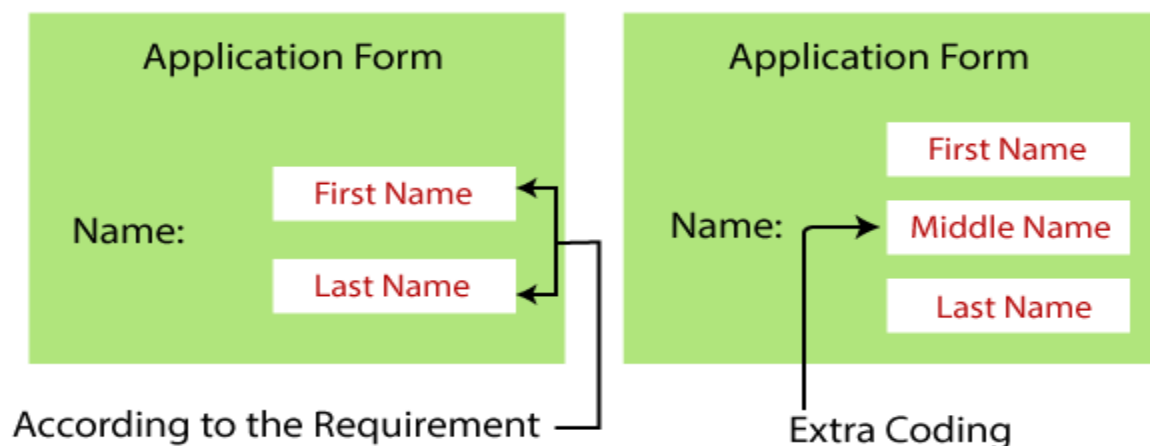 Application Form
First Name
Name:
Last Name
According to the Requirement
Application Form
First Name
Name:
Middle Name
Last Name
Extra Coding